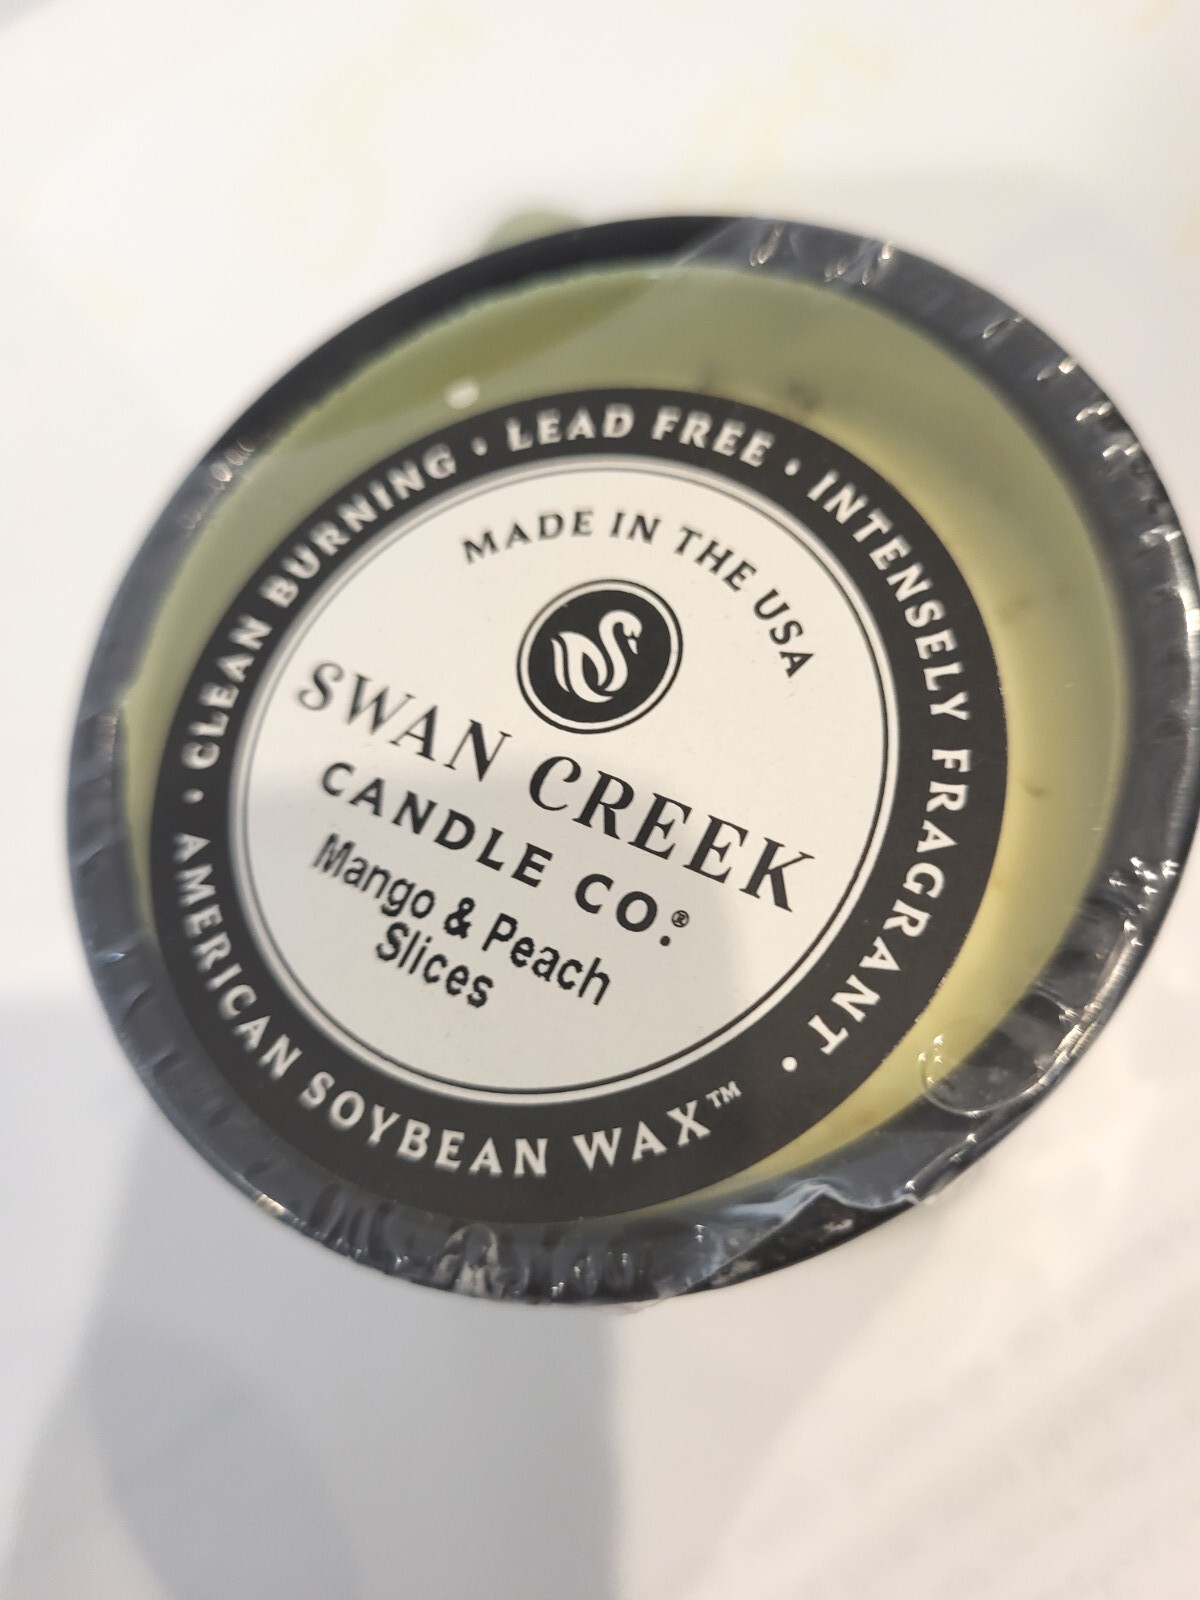 CLEAN BURNING • LEAD FREE • INTENSELY FRAGRANT •
AMERICAN SOYBEAN WAX™ •
MADE IN THE USA
SWAN CREEK
CANDLE CO.®
Mango & Peach
Slices